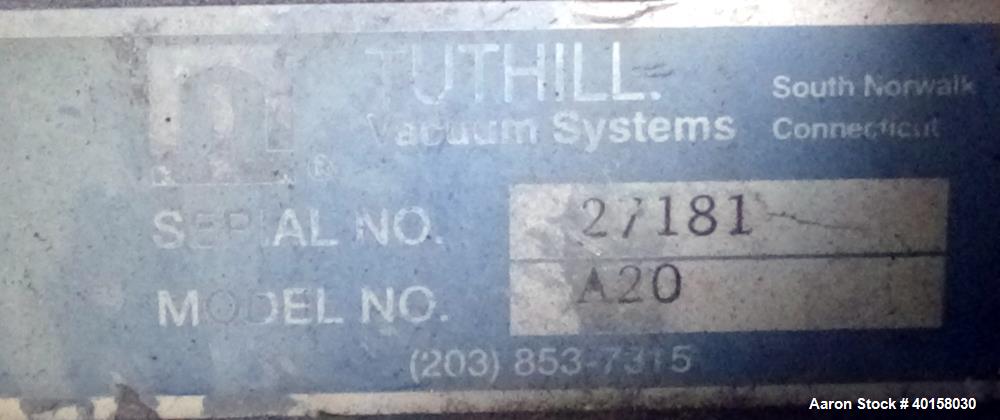 TUTHILL.
Vacuum Systems
South Norwalk
Connecticut
®
SERIAL NO. 27181
MODEL NO. A20
(203) 853-7315
Aaron Stock # 40158030